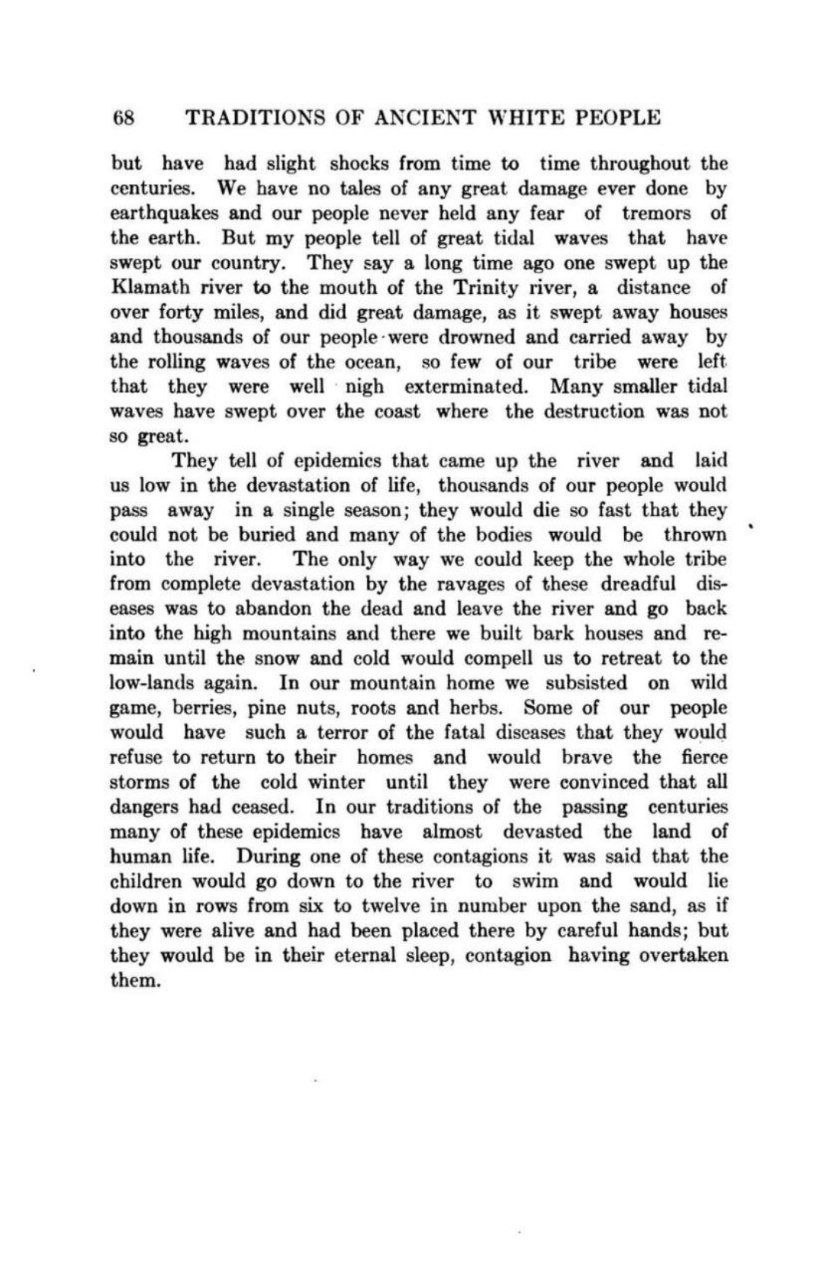 68 TRADITIONS OF ANCIENT WHITE PEOPLE
but have had slight shocks from time to time throughout the
centuries. We have no tales of any great damage ever done by
earthquakes and our people never held any fear of tremors of
the earth. But my people tell of great tidal waves that have
swept our country. They say a long time ago one swept up the
Klamath river to the mouth of the Trinity river, a distance of
over forty miles, and did great damage, as it swept away houses
and thousands of our people were drowned and carried away by
the rolling waves of the ocean, so few of our tribe were left
that they were well nigh exterminated. Many smaller tidal
waves have swept over the coast where the destruction was not
so great.
They tell of epidemics that came up the river and laid
us low in the devastation of life, thousands of our people would
pass away in a single season; they would die so fast that they
could not be buried and many of the bodies would be thrown
into the river. The only way we could keep the whole tribe
from complete devastation by the ravages of these dreadful dis-
eases was to abandon the dead and leave the river and go back
into the high mountains and there we built bark houses and re-
main until the snow and cold would compell us to retreat to the
low-lands again. In our mountain home we subsisted on wild
game, berries, pine nuts, roots and herbs. Some of our people
would have such a terror of the fatal diseases that they would
refuse to return to their homes and would brave the fierce
storms of the cold winter until they were convinced that all
dangers had ceased. In our traditions of the passing centuries
many of these epidemics have almost devasted the land of
human life. During one of these contagions it was said that the
children would go down to the river to swim and would lie
down in rows from six to twelve in number upon the sand, as if
they were alive and had been placed there by careful hands; but
they would be in their eternal sleep, contagion having overtaken
them.